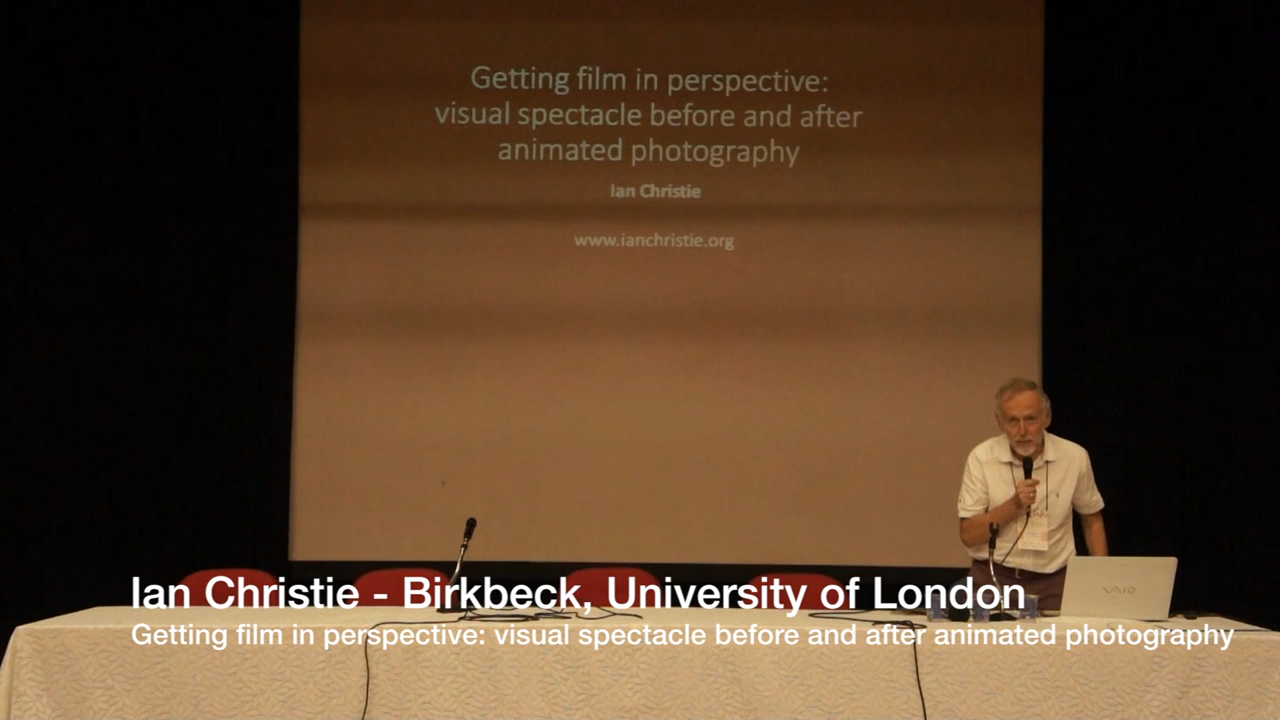 Getting film in perspective:
visual spectacle before and after
animated photography
Ian Christie
www.ianchristie.org
VAIO
Ian Christie - Birkbeck, University of London
Getting film in perspective: visual spectacle before and after animated photography